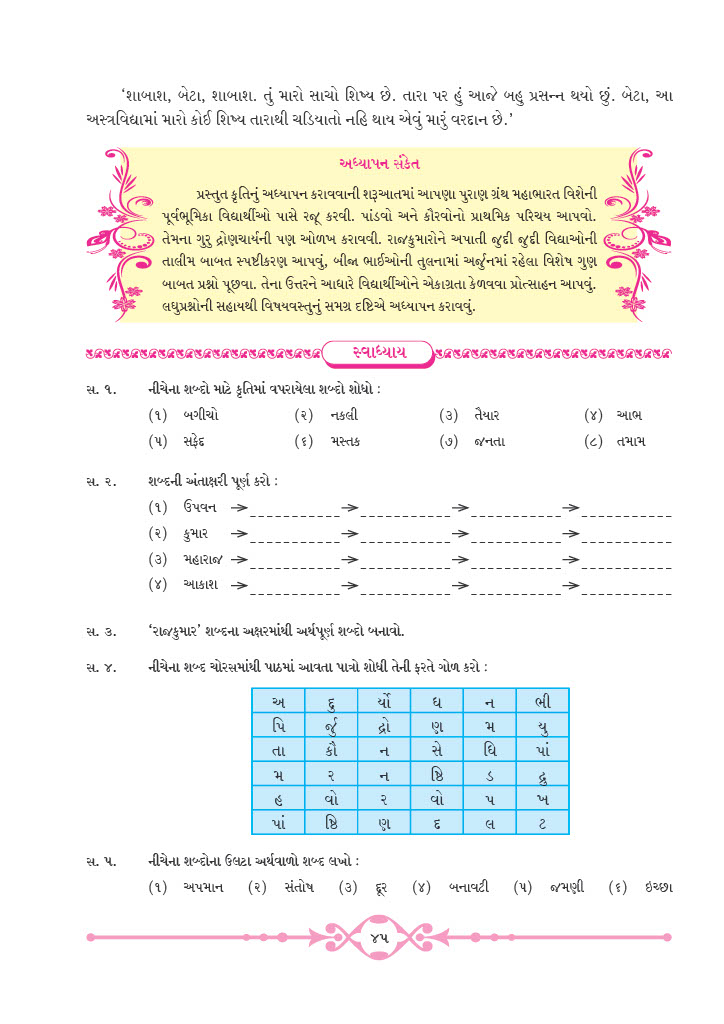 ‘શાબાશ, બેટા, શાબાશ. તું મારો સાચો શિષ્ય છે. તારા પર હું આજે બહુ પ્રસન્ન થયો છું. બેટા, આ
અસ્ત્રવિદ્યામાં મારો કોઈ શિષ્ય તારાથી ચડિયાતો નહિ થાય એવું મારું વરદાન છે.’
અધ્યાપન સંકેત
પ્રસ્તુત કૃતિનું અધ્યાપન કરાવવાની શરૂઆતમાં આપણા પુરાણ ગ્રંથ મહાભારત વિશેની
પૂર્વભૂમિકા વિદ્યાર્થીઓ પાસે રજૂ કરવી. પાંડવો અને કૌરવોનો પ્રાથમિક પરિચય આપવો.
તેમના ગુરુ દ્રોણચાર્યની પણ ઓળખ કરાવવી. રાજકુમારોને અપાતી જુદી જુદી વિદ્યાઓની
તાલીમ બાબત સ્પષ્ટીકરણ આપવું, બીજા ભાઈઓની તુલનામાં અર્જુનમાં રહેલા વિશેષ ગુણ
બાબત પ્રશ્નો પૂછવા. તેના ઉત્તરને આધારે વિદ્યાર્થીઓને એકાગ્રતા કેળવવા પ્રોત્સાહન આપવું.
લઘુપ્રશ્નોની સહાયથી વિષયવસ્તુનું સમગ્ર દષ્ટિએ અધ્યાપન કરાવવું.
સ્વાધ્યાય
સ. ૧. નીચેના શબ્દો માટે કૃતિમાં વપરાયેલા શબ્દો શોધો :
(૧) બગીચો (૨) નકલી (૩) તૈયાર (૪) આભ
(૫) સફેદ (૬) મસ્તક (૭) જનતા (૮) તમામ
સ. ૨. શબ્દની અંતાક્ષરી પૂર્ણ કરો :
(૧) ઉપવન → __________ → __________ → __________ → __________
(૨) કુમાર → __________ → __________ → __________ → __________
(૩) મહારાજ → __________ → __________ → __________ → __________
(૪) આકાશ → __________ → __________ → __________ → __________
સ. ૩. ‘રાજકુમાર’ શબ્દના અક્ષરમાંથી અર્થપૂર્ણ શબ્દો બનાવો.
સ. ૪. નીચેના શબ્દ ચોરસમાંથી પાઠમાં આવતા પાત્રો શોધી તેની ફરતે ગોળ કરો :
અ દુ ર્યો ધ ન ભી
પિ ર્જુ દ્રો ણ મ યુ
તા કૌ ન સે ધિ પાં
મ ર ન ષ્ઠિ ડ દ્રુ
હ વો ર વો પ ખ
પાં ષ્ઠિ ણ દ લ ટ
સ. ૫. નીચેના શબ્દોના ઉલટા અર્થવાળો શબ્દ લખો :
(૧) અપમાન (૨) સંતોષ (૩) દૂર (૪) બનાવટી (૫) જમણી (૬) ઇચ્છા
૪૫